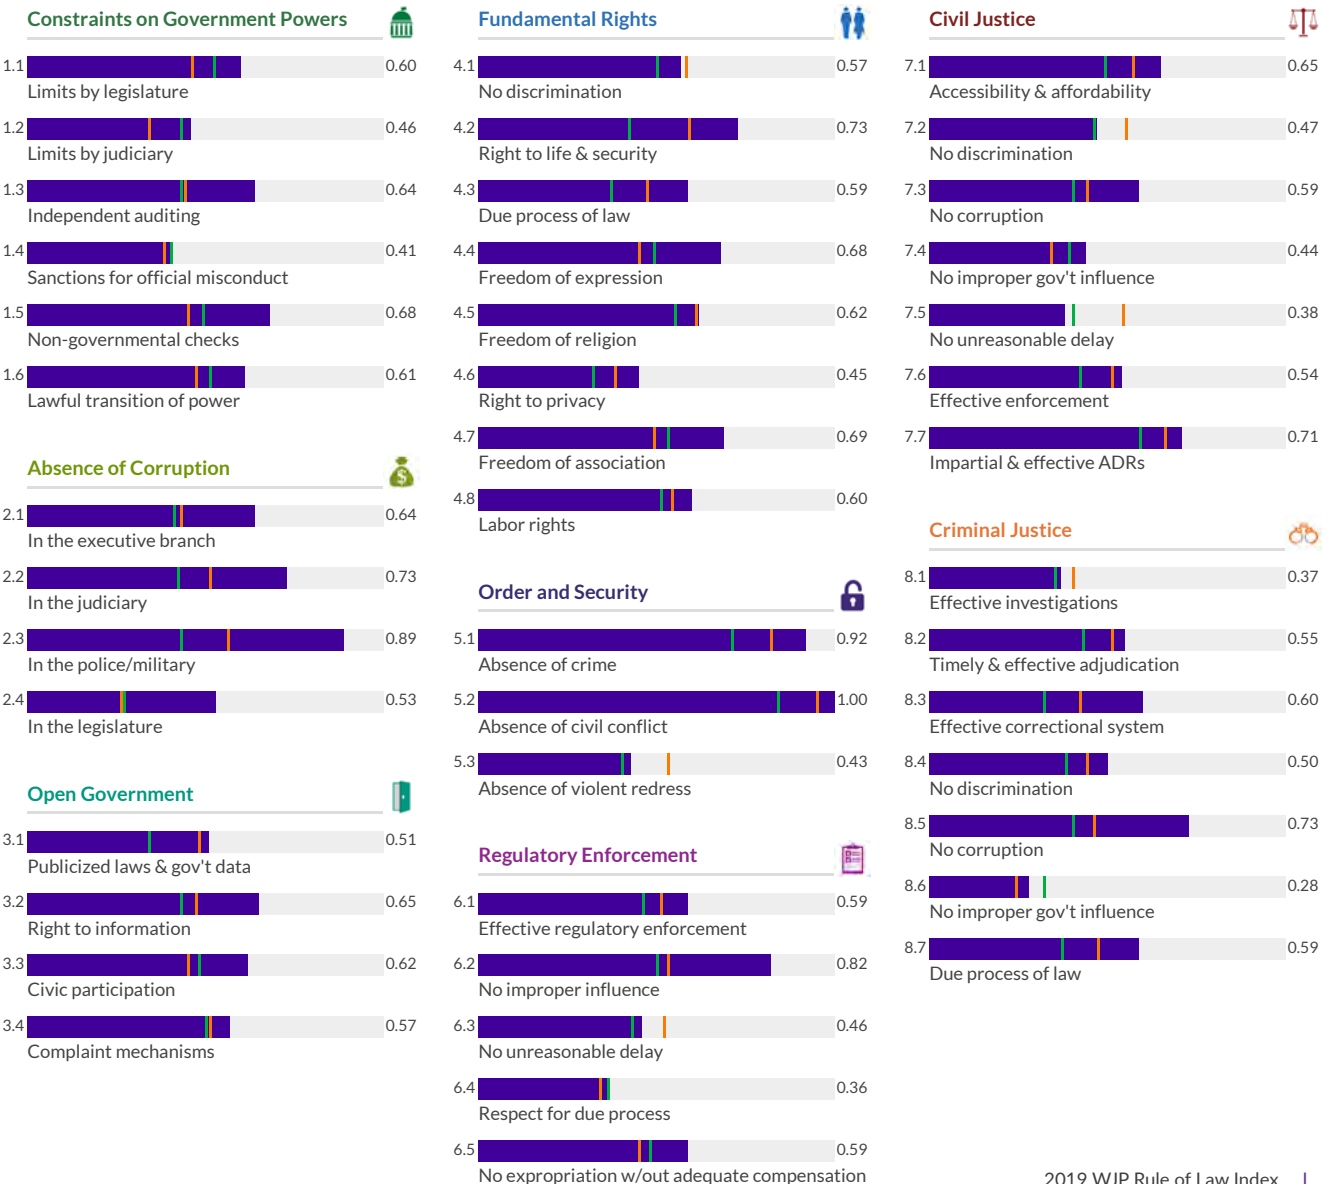 Constraints on Government Powers
1.1 0.60
Limits by legislature
1.2 0.46
Limits by judiciary
1.3 0.64
Independent auditing
1.4 0.41
Sanctions for official misconduct
1.5 0.68
Non-governmental checks
1.6 0.61
Lawful transition of power
Absence of Corruption
$
2.1 0.64
In the executive branch
2.2 0.73
In the judiciary
2.3 0.89
In the police/military
2.4 0.53
In the legislature
Open Government
3.1 0.51
Publicized laws & gov't data
3.2 0.65
Right to information
3.3 0.62
Civic participation
3.4 0.57
Complaint mechanisms
Fundamental Rights
4.1 0.57
No discrimination
4.2 0.73
Right to life & security
4.3 0.59
Due process of law
4.4 0.68
Freedom of expression
4.5 0.62
Freedom of religion
4.6 0.45
Right to privacy
4.7 0.69
Freedom of association
4.8 0.60
Labor rights
Order and Security
5.1 0.92
Absence of crime
5.2 1.00
Absence of civil conflict
5.3 0.43
Absence of violent redress
Regulatory Enforcement
6.1 0.59
Effective regulatory enforcement
6.2 0.82
No improper influence
6.3 0.46
No unreasonable delay
6.4 0.36
Respect for due process
6.5 0.59
No expropriation w/out adequate compensation
Civil Justice
7.1 0.65
Accessibility & affordability
7.2 0.47
No discrimination
7.3 0.59
No corruption
7.4 0.44
No improper gov't influence
7.5 0.38
No unreasonable delay
7.6 0.54
Effective enforcement
7.7 0.71
Impartial & effective ADRs
Criminal Justice
8.1 0.37
Effective investigations
8.2 0.55
Timely & effective adjudication
8.3 0.60
Effective correctional system
8.4 0.50
No discrimination
8.5 0.73
No corruption
8.6 0.28
No improper gov't influence
8.7 0.59
Due process of law
2019 WJP Rule of Law Index |